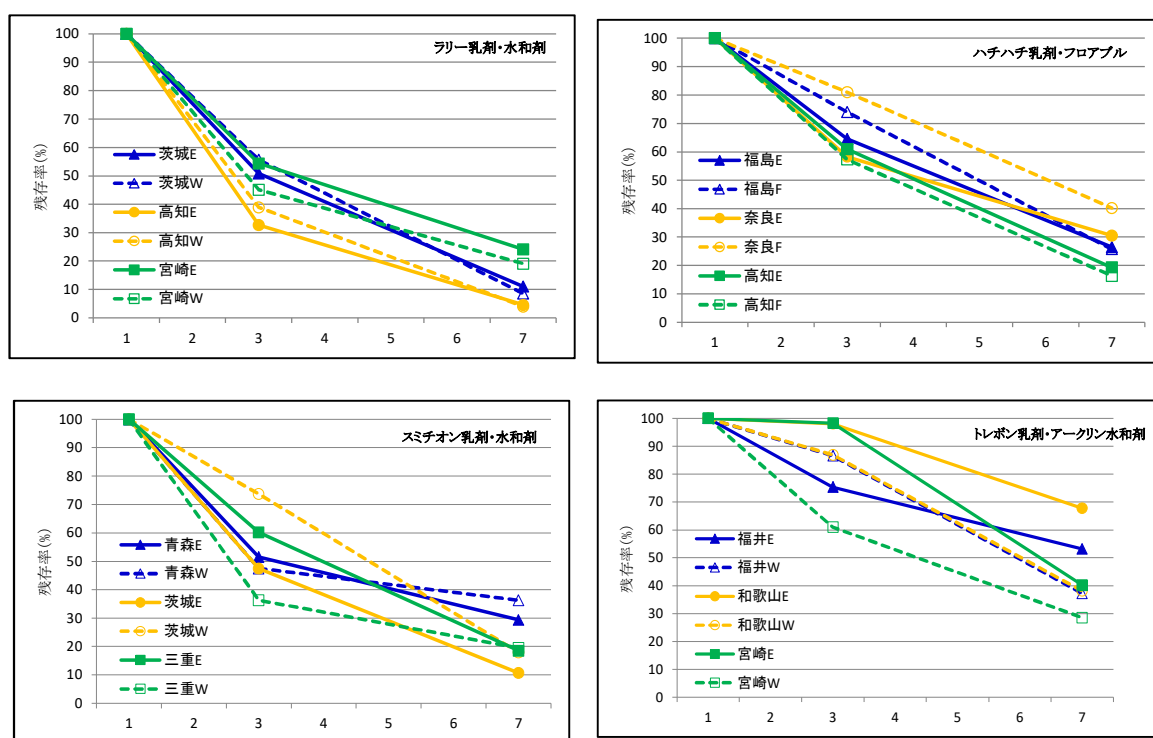 ラリー乳剤・水和剤
残存率(%)
100
90
80
70
60
50
40
30
20
10
0
茨城E
茨城W
高知E
高知W
宮崎E
宮崎W
1 2 3 4 5 6 7
ハチハチ乳剤・フロアブル
残存率(%)
100
90
80
70
60
50
40
30
20
10
0
福島E
福島F
奈良E
奈良F
高知E
高知F
1 2 3 4 5 6 7
スミチオン乳剤・水和剤
残存率(%)
100
90
80
70
60
50
40
30
20
10
0
青森E
青森W
茨城E
茨城W
三重E
三重W
1 2 3 4 5 6 7
トレボン乳剤・アークリン水和剤
残存率(%)
100
90
80
70
60
50
40
30
20
10
0
福井E
福井W
和歌山E
和歌山W
宮崎E
宮崎W
1 2 3 4 5 6 7